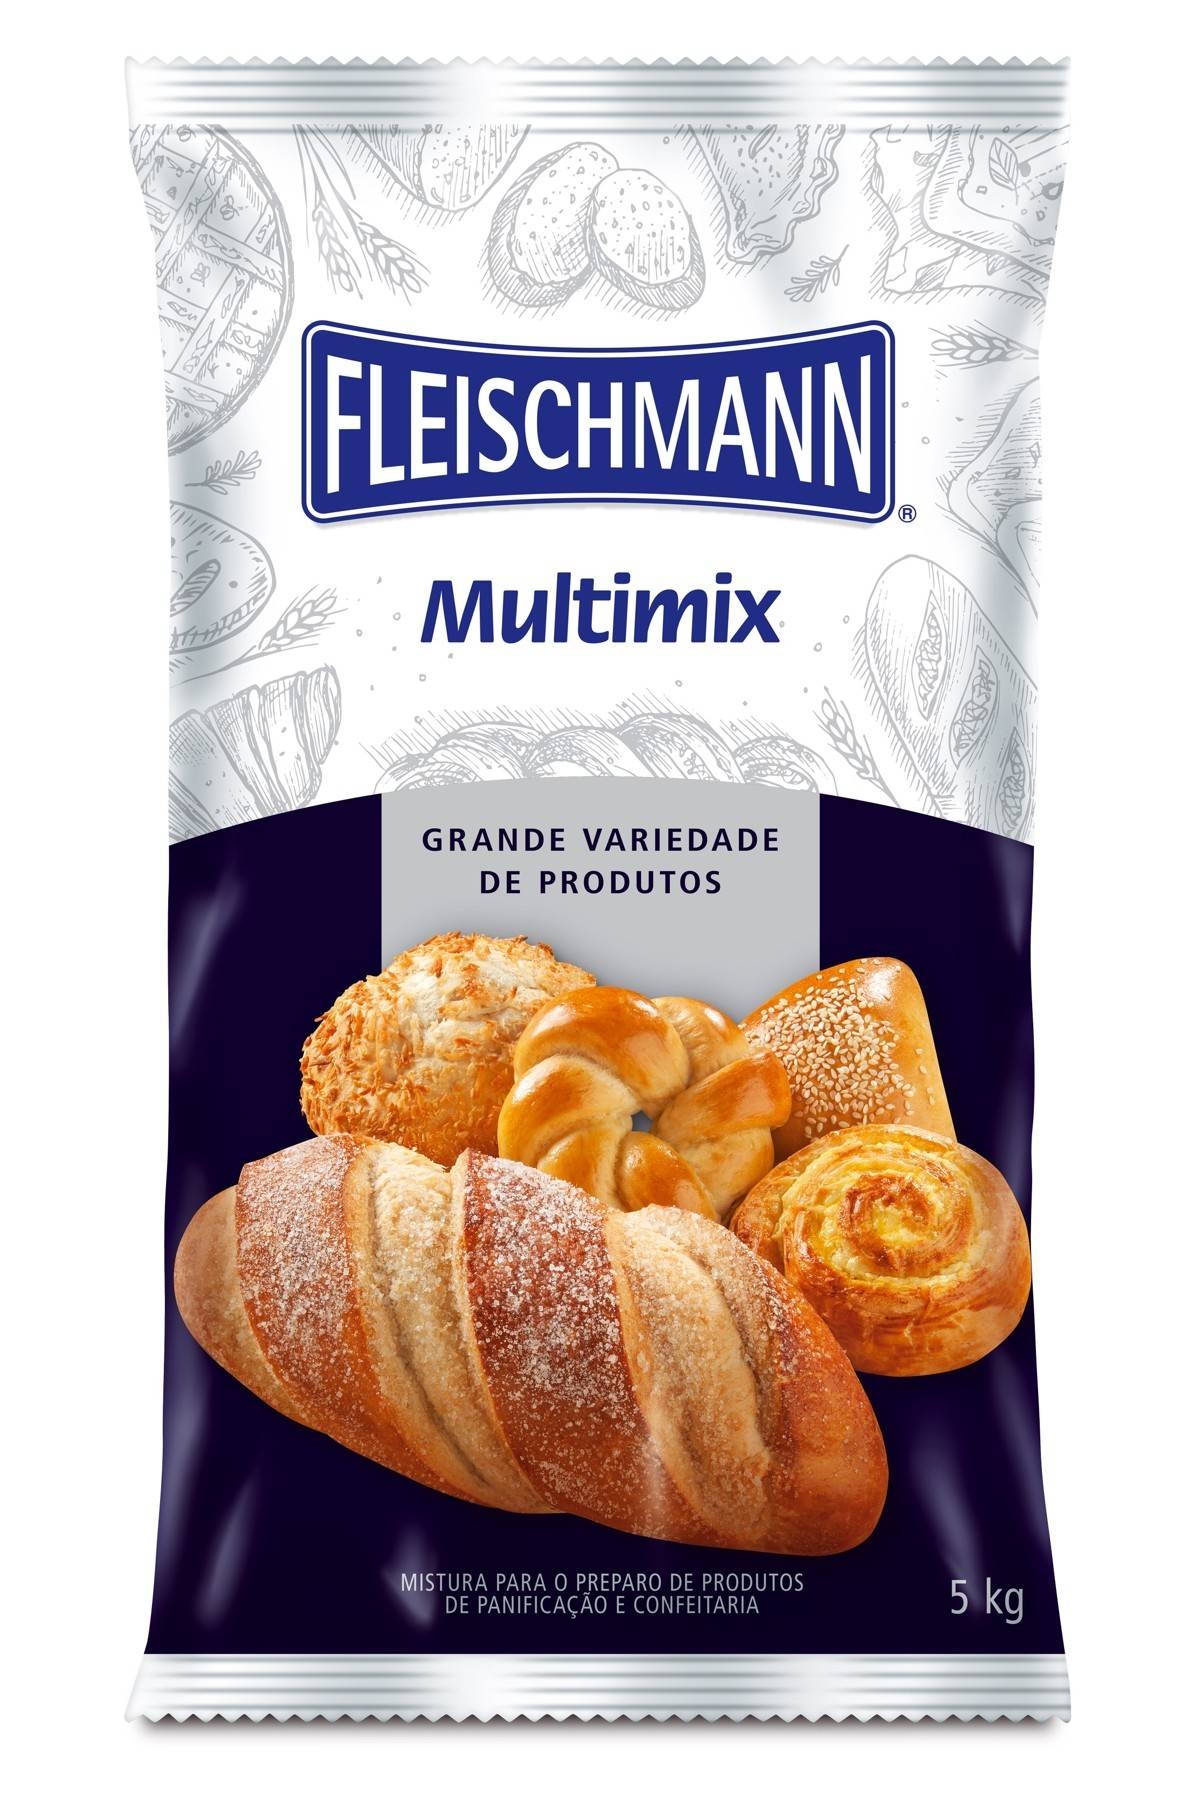 FLEISCHMANN
®
Multimix
GRANDE VARIEDADE
DE PRODUTOS
MISTURA PARA O PREPARO DE PRODUTOS
DE PANIFICAÇÃO E CONFEITARIA
5 kg